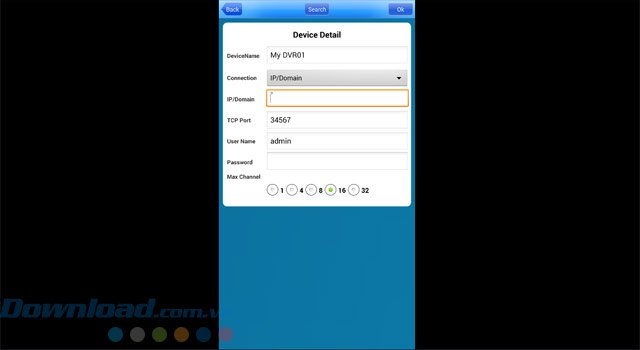 Back Search Ok
Device Detail
DeviceName My DVR01
Connection IP/Domain
IP/Domain
TCP Port 34567
User Name admin
Password
Max Channel
1 4 8 16 32
Download.com.v